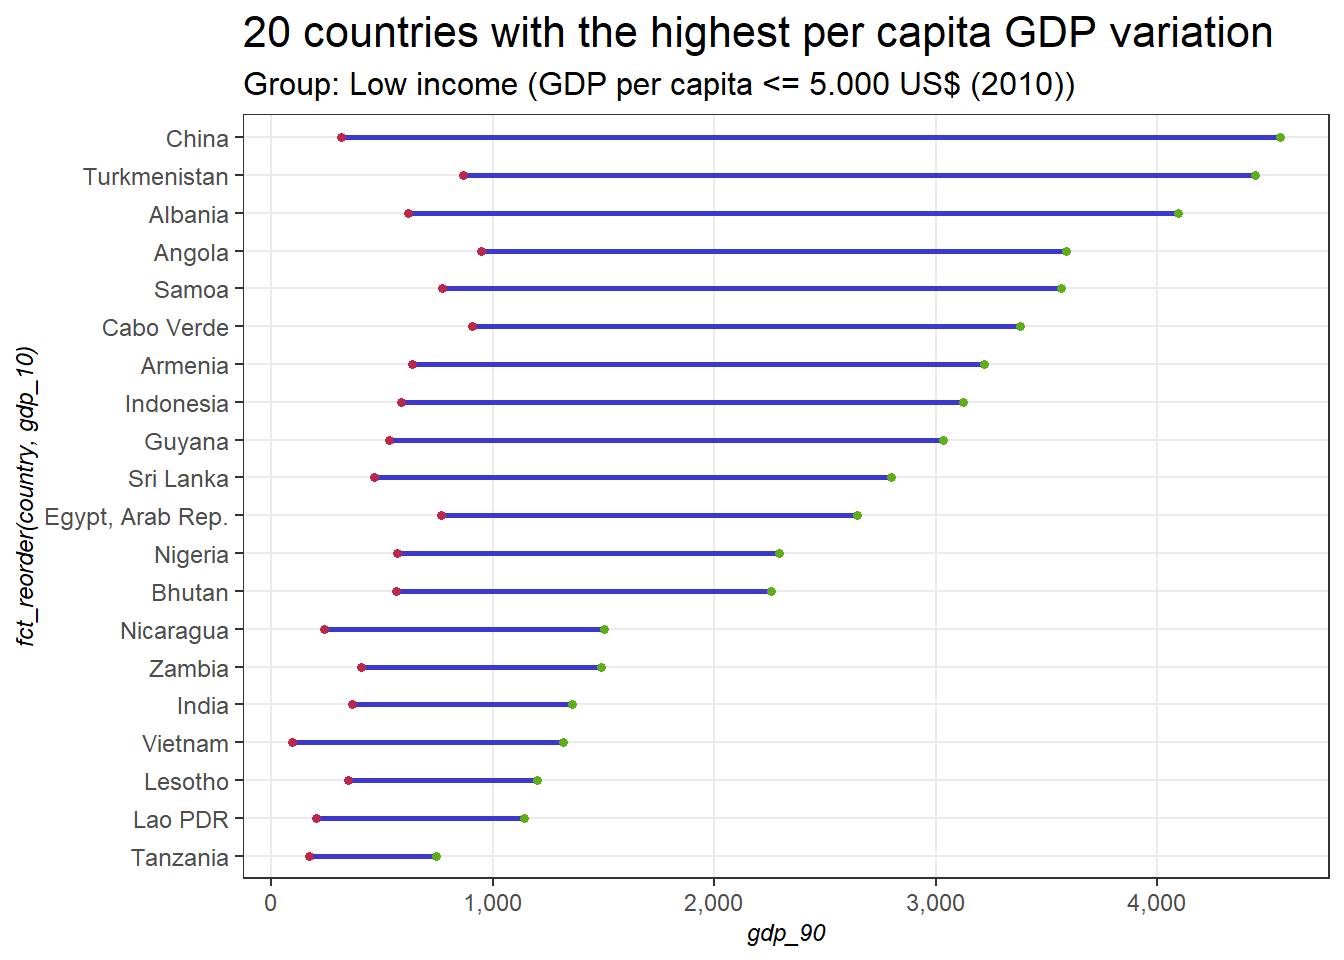 20 countries with the highest per capita GDP variation
Group: Low income (GDP per capita <= 5.000 US$ (2010))
China
Turkmenistan
Albania
Angola
Samoa
Cabo Verde
Armenia
Indonesia
Guyana
Sri Lanka
Egypt, Arab Rep.
Nigeria
Bhutan
Nicaragua
Zambia
India
Vietnam
Lesotho
Lao PDR
Tanzania
fct_reorder(country, gdp_10)
0 1,000 2,000 3,000 4,000
gdp_90